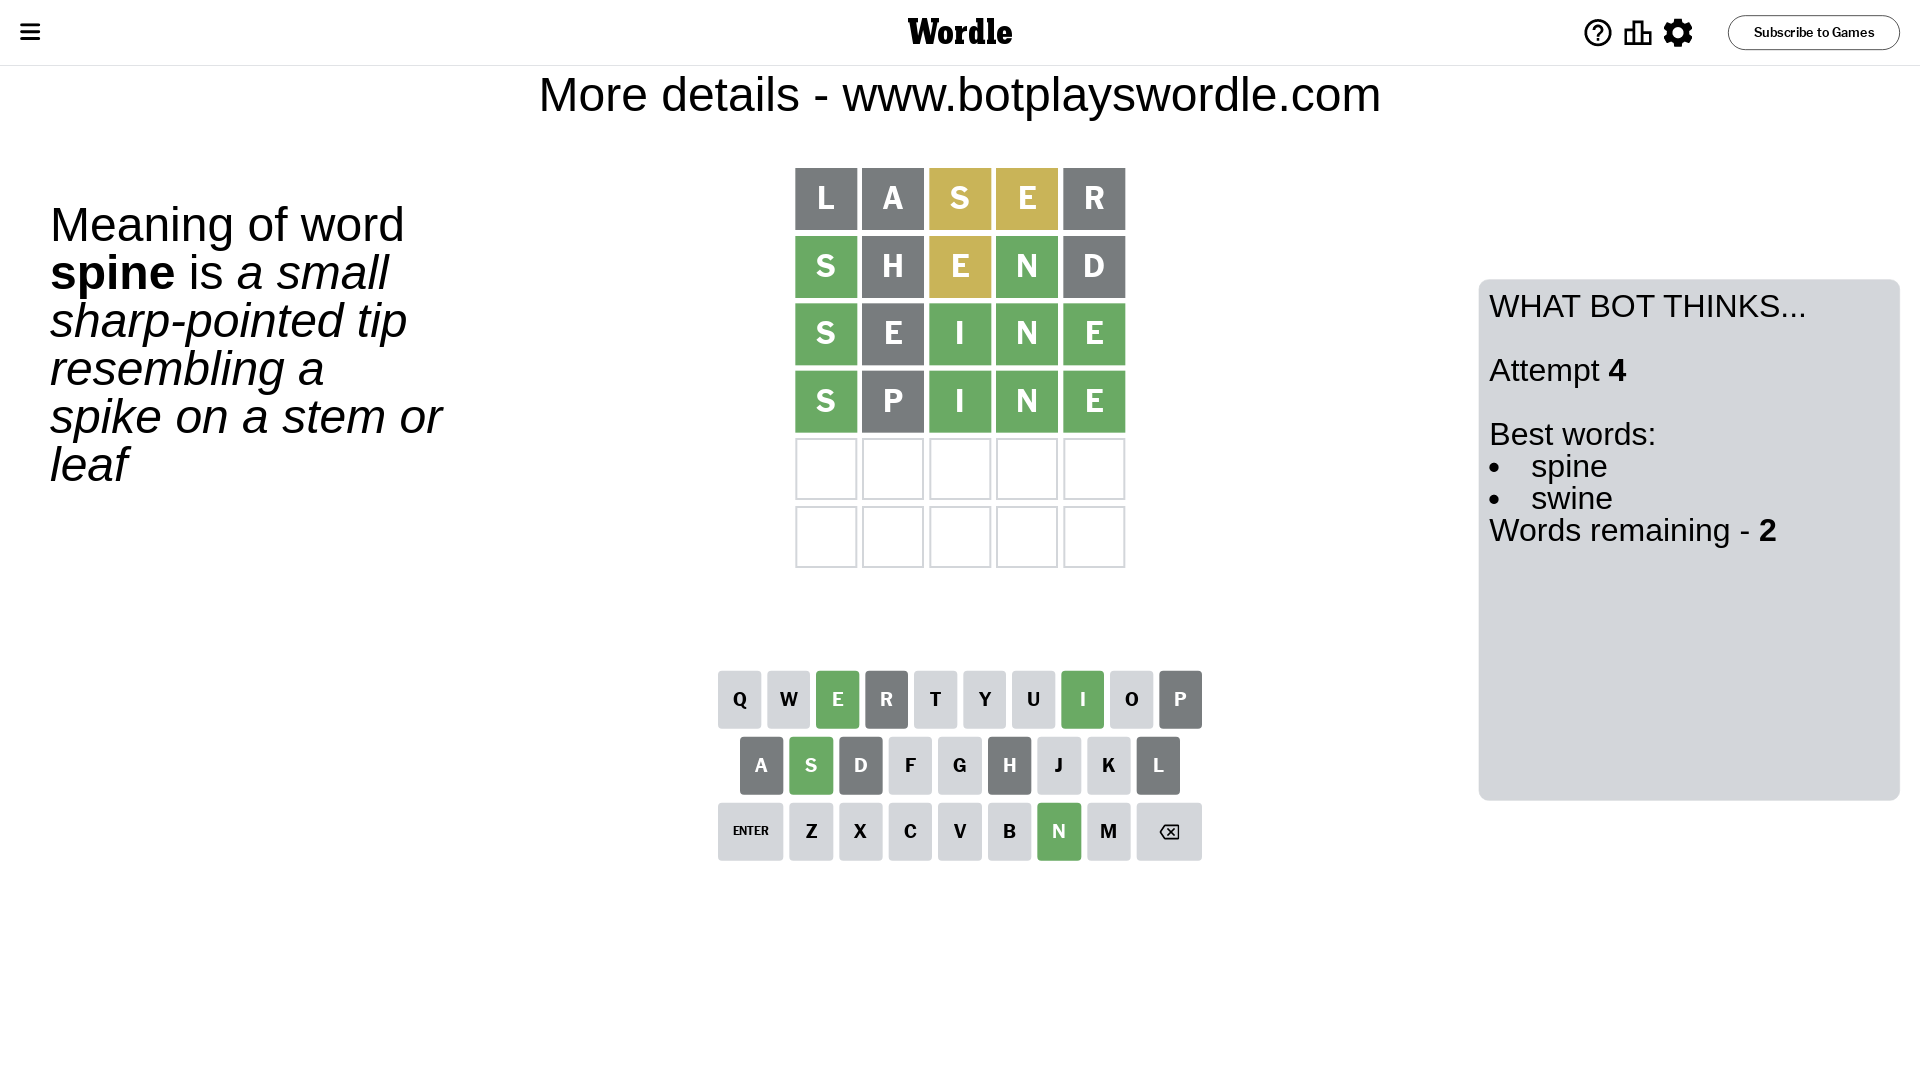 Wordle
Subscribe to Games
More details - www.botplayswordle.com
Meaning of word
spine is a small
sharp-pointed tip
resembling a
spike on a stem or
leaf
L A S E R
S H E N D
S E I N E
S P I N E
WHAT BOT THINKS...
Attempt 4
Best words:
• spine
• swine
Words remaining - 2
Q W E R T Y U I O P
A S D F G H J K L
ENTER Z X C V B N M